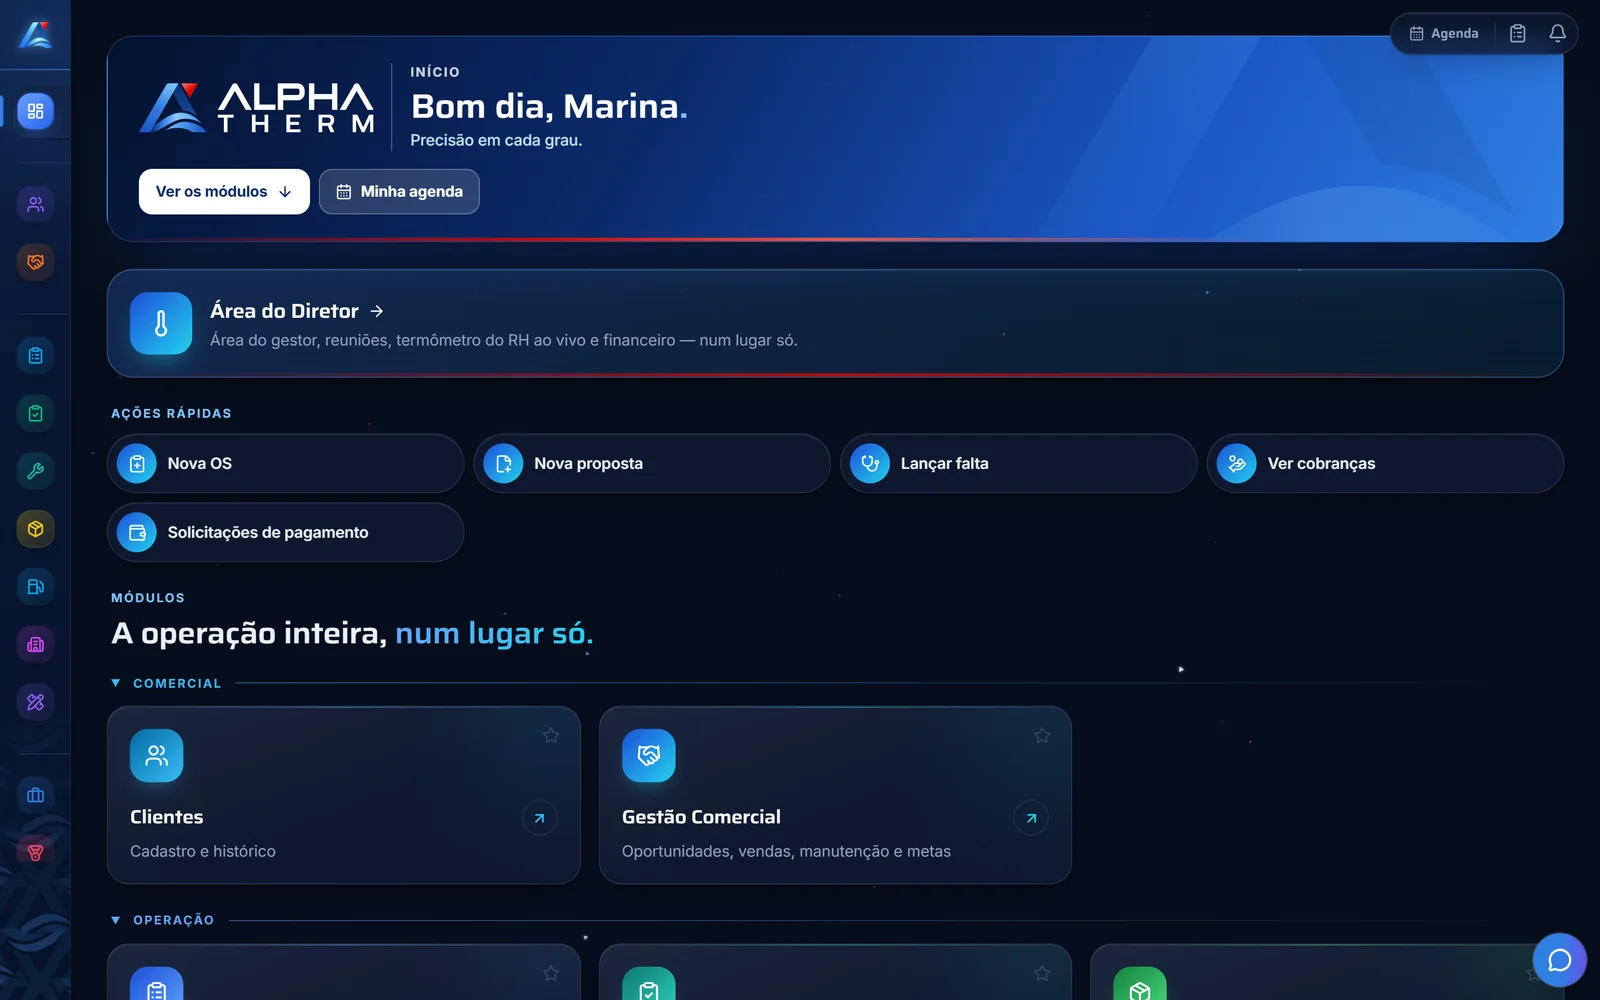 Agenda
ALPHA
THERM
INÍCIO
Bom dia, Marina.
Precisão em cada grau.
Ver os módulos
Minha agenda
Área do Diretor
Área do gestor, reuniões, termômetro do RH ao vivo e financeiro — num lugar só.
AÇÕES RÁPIDAS
Nova OS
Nova proposta
Lançar falta
Ver cobranças
Solicitações de pagamento
MÓDULOS
A operação inteira, num lugar só.
COMERCIAL
Clientes
Cadastro e histórico
Gestão Comercial
Oportunidades, vendas, manutenção e metas
OPERAÇÃO